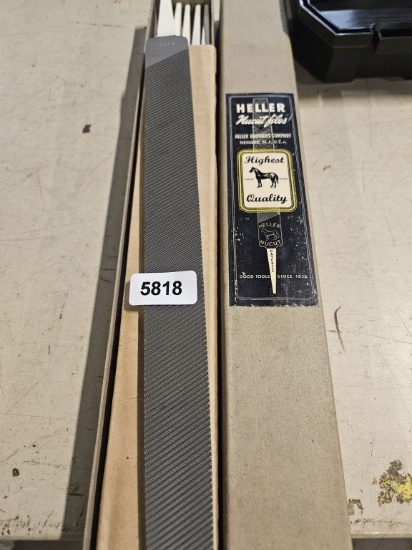 HELLER
Nucut files
HELLER BROTHERS COMPANY
NEWARK, N.J., U.S.A.
Highest
Quality
HELLER
NUCUT
GOOD TOOLS SINCE 1836
5818